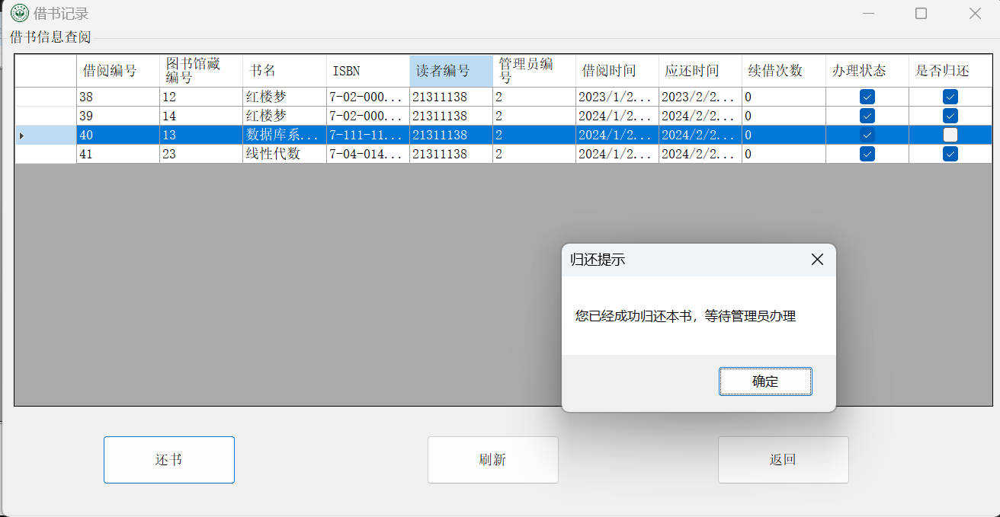 借书记录
借书信息查阅
借阅编号 图书馆藏编号 书名 ISBN 读者编号 管理员编号 借阅时间 应还时间 续借次数 办理状态 是否归还
38 12 红楼梦 7-02-000... 21311138 2 2023/1/2... 2023/2/2... 0
39 14 红楼梦 7-02-000... 21311138 2 2024/1/2... 2024/2/2... 0
40 13 数据库系... 7-111-11... 21311138 2 2024/1/2... 2024/2/2... 0
41 23 线性代数 7-04-014... 21311138 2 2024/1/2... 2024/2/2... 0
归还提示
您已经成功归还本书，等待管理员办理
确定
还书 刷新 返回